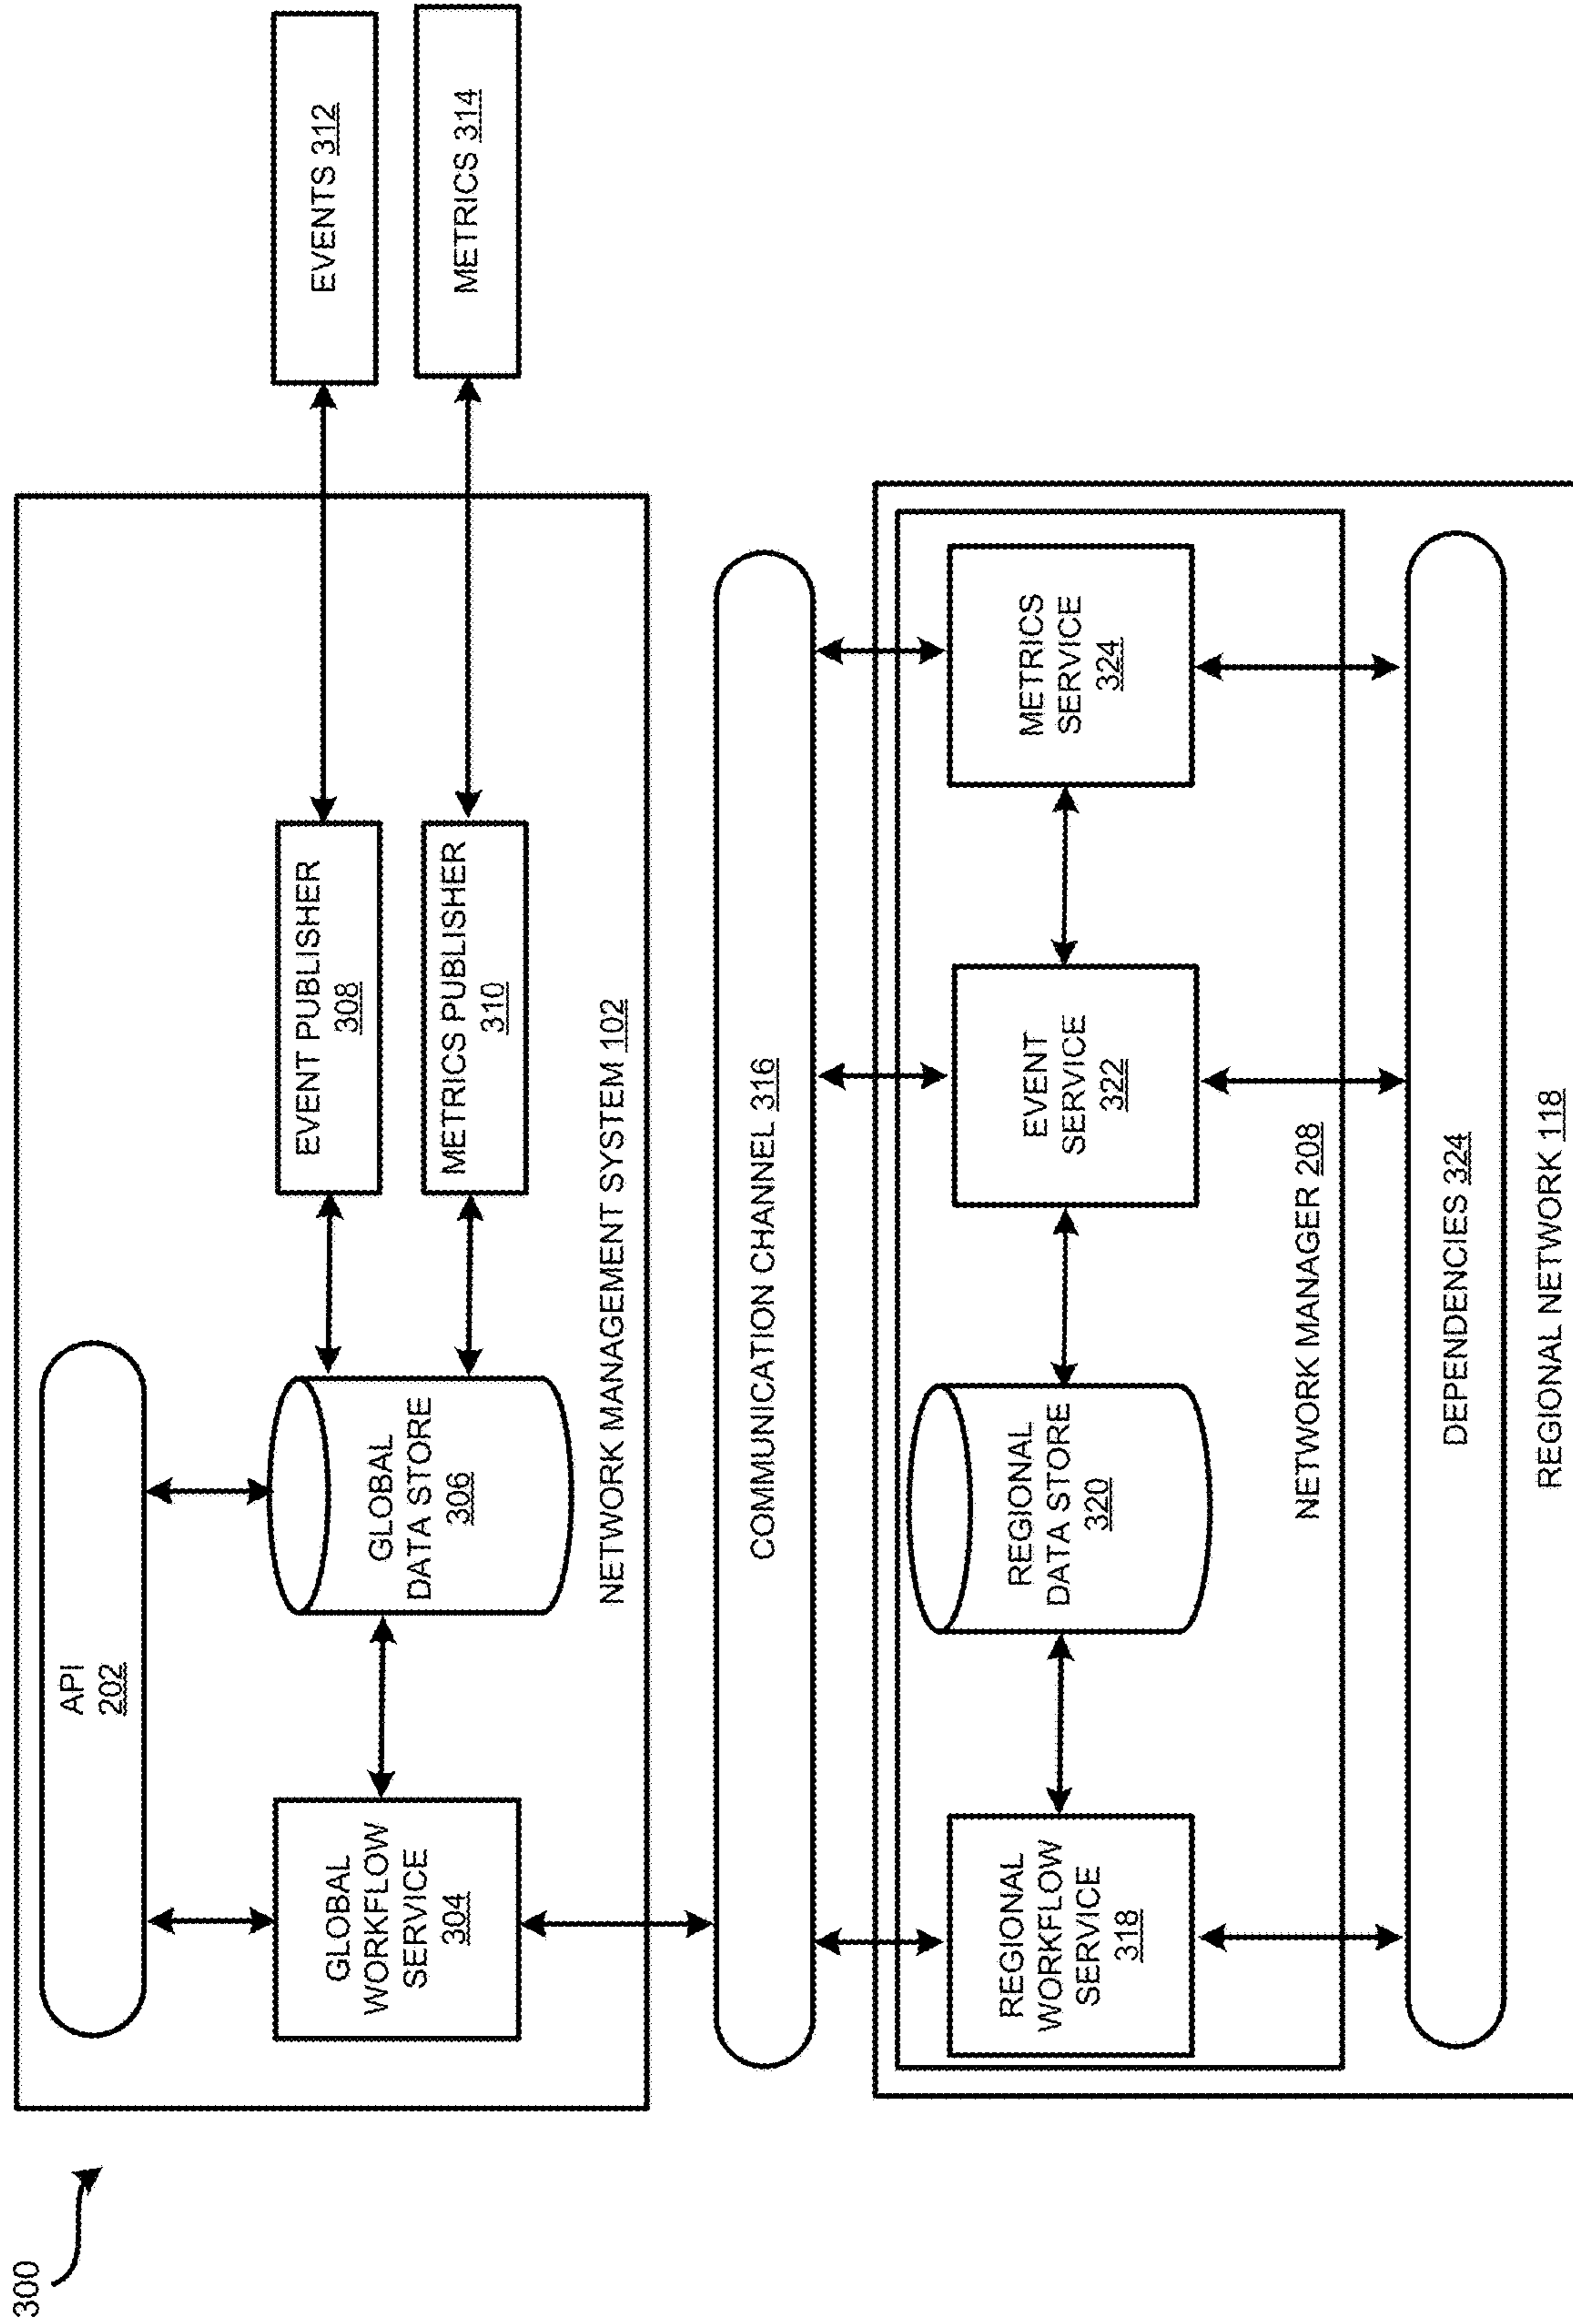 300
API
202
GLOBAL
WORKFLOW
SERVICE
304
GLOBAL
DATA STORE
306
EVENT PUBLISHER
308
METRICS PUBLISHER
310
EVENTS 312
METRICS 314
NETWORK MANAGEMENT SYSTEM 102
COMMUNICATION CHANNEL 316
REGIONAL
WORKFLOW
SERVICE
318
REGIONAL
DATA STORE
320
EVENT
SERVICE
322
METRICS
SERVICE
324
NETWORK MANAGER 208
DEPENDENCIES 324
REGIONAL NETWORK 118